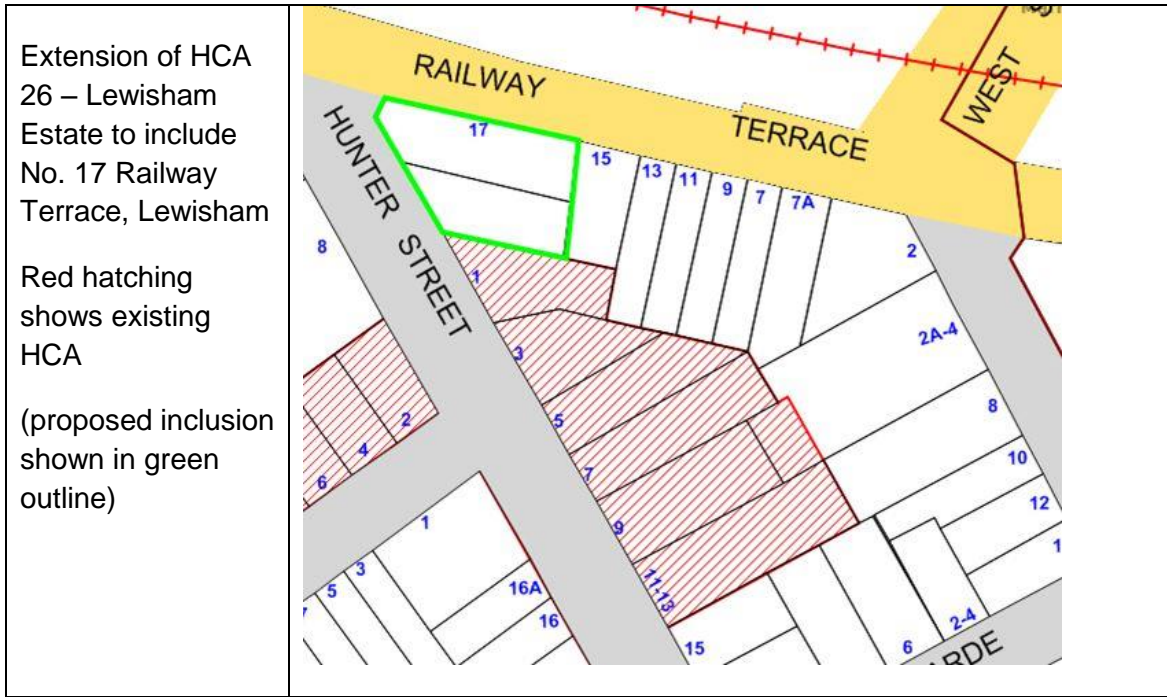 Extension of HCA
26 – Lewisham
Estate to include
No. 17 Railway
Terrace, Lewisham
Red hatching
shows existing
HCA
(proposed inclusion
shown in green
outline)
RAILWAY
TERRACE
WEST
HUNTER STREET
17
15
13
11
9
7
7A
2
2A-4
8
10
12
1
8
1
3
5
7
9
11-13
15
2
4
6
1
3
5
16A
16
6
2-4
ARDE